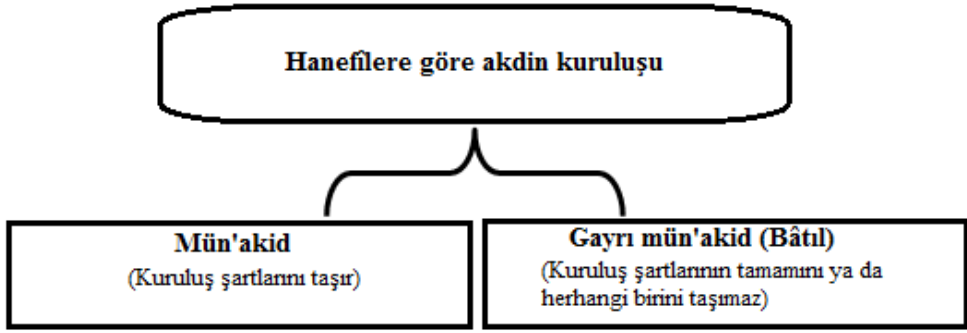 Hanefîlere göre akdin kuruluşu
Mün'akid
(Kuruluş şartlarını taşır)
Gayrı mün'akid (Bâtıl)
(Kuruluş şartlarının tamamını ya da
herhangi birini taşımaz)